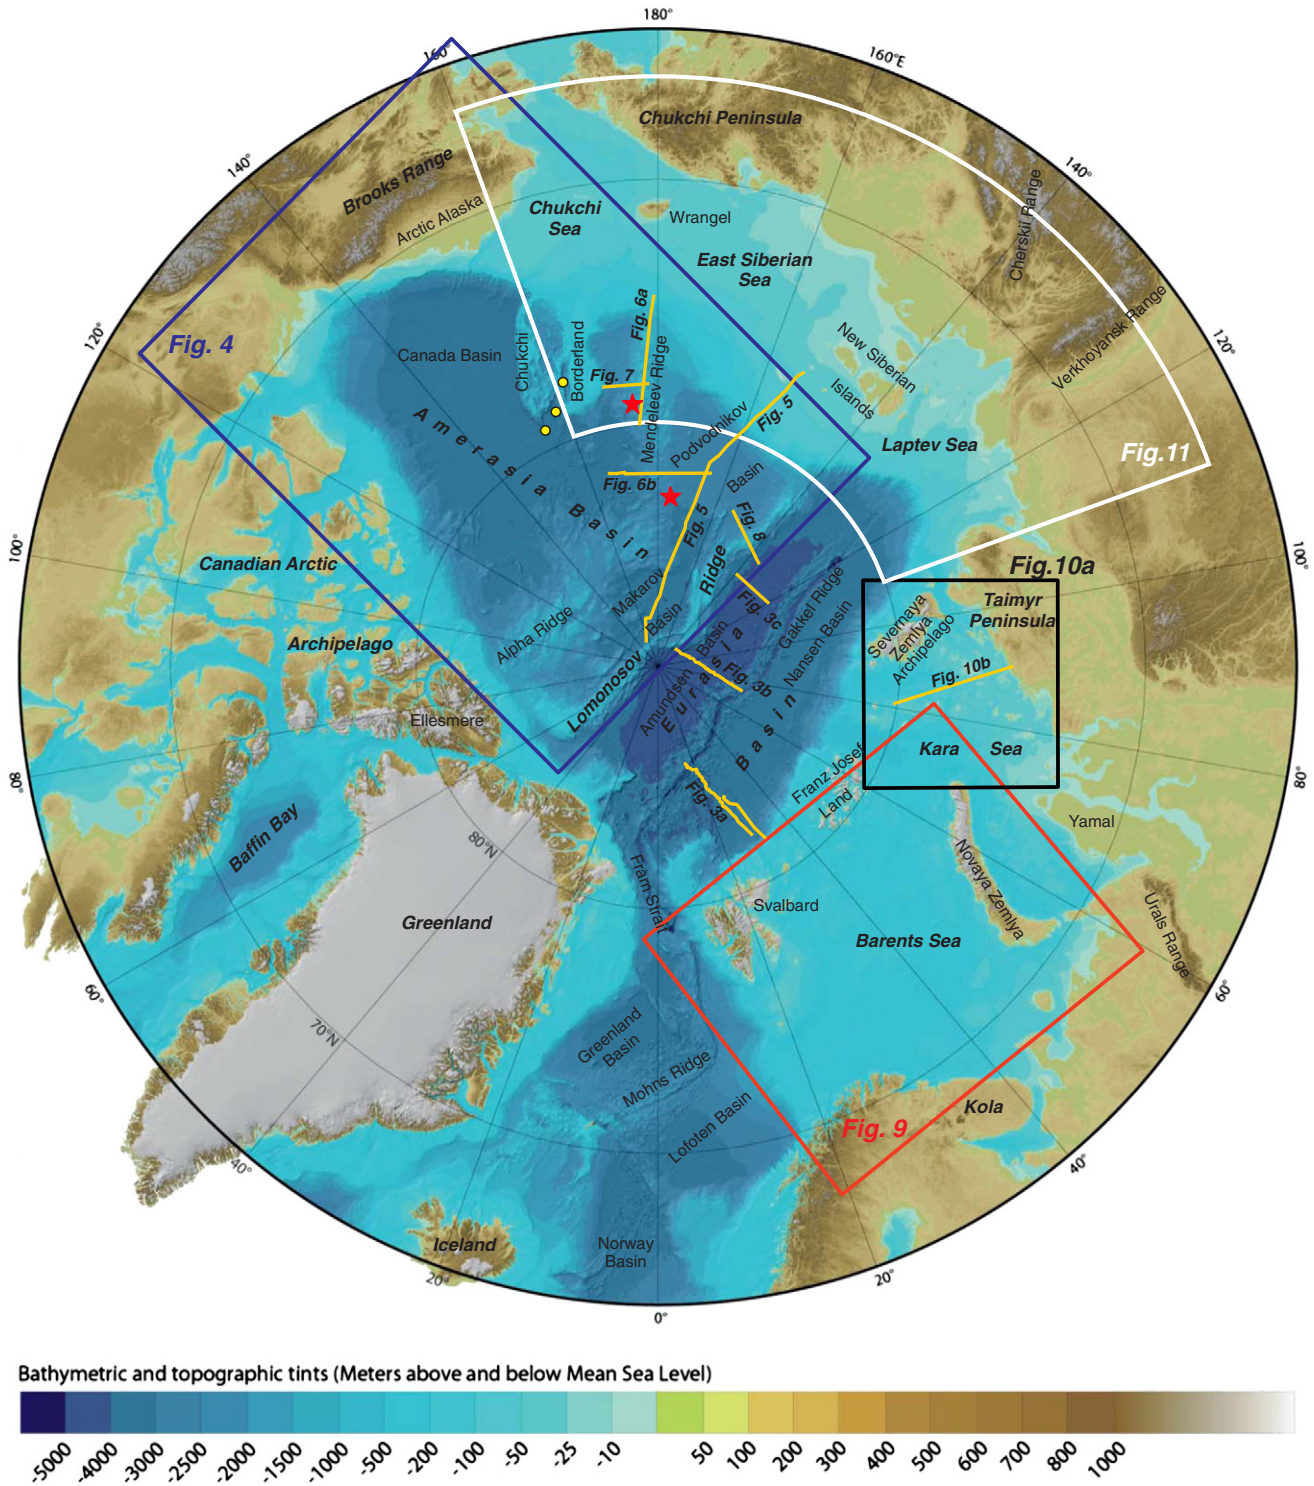 180°
160°
160°E
140°
140°
120°
120°
100°
100°
80°
80°
60°
60°
40°
40°
20°
20°
0°
80°N
70°N
Chukchi Peninsula
Brooks Range
Arctic Alaska
Chukchi
Sea
Wrangel
East Siberian
Sea
Cherskii Range
Verkhoyansk Range
New Siberian
Islands
Laptev Sea
Fig. 4
Fig.11
Canada Basin
Chukchi
Borderland
Fig. 6a
Fig. 7
Mendeleev Ridge
Podvodnikov
Basin
Fig. 5
Fig. 6b
Fig. 5
Fig. 8
Amerasia Basin
Ridge
Fig. 3c
Makarov
Basin
Alpha Ridge
Lomonosov
Gakkel Ridge
Nansen Basin
Amundsen
Basin
Eurasia
Basin
Fig. 3b
Fig. 3a
Canadian Arctic
Archipelago
Ellesmere
Baffin Bay
Greenland
Fram Strait
Fig.10a
Taimyr
Peninsula
Severnaya
Zemlya
Archipelago
Fig. 10b
Kara Sea
Franz Josef
Land
Yamal
Novaya Zemlya
Urals Range
Svalbard
Barents Sea
Greenland
Basin
Mohns Ridge
Lofoten Basin
Fig. 9
Kola
Norway
Basin
Iceland
Bathymetric and topographic tints (Meters above and below Mean Sea Level)
-5000 -4000 -3000 -2500 -2000 -1500 -1000 -500 -200 -100 -50 -25 -10 50 100 200 300 400 500 600 700 800 1000